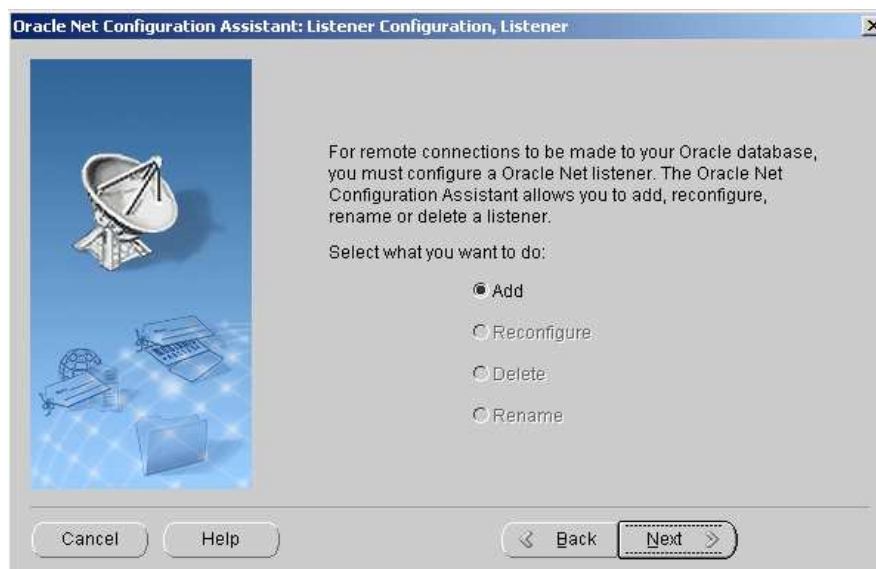 Oracle Net Configuration Assistant: Listener Configuration, Listener
For remote connections to be made to your Oracle database,
you must configure a Oracle Net listener. The Oracle Net
Configuration Assistant allows you to add, reconfigure,
rename or delete a listener.
Select what you want to do:
Add
Reconfigure
Delete
Rename
Cancel
Help
Back
Next